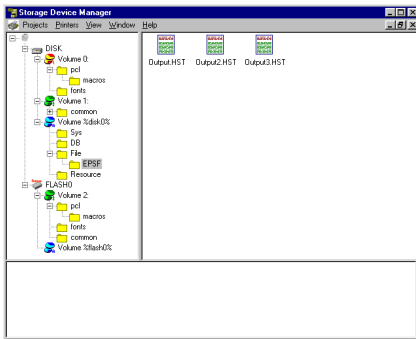 Storage Device Manager
Projects Printers View Window Help
DISK
Volume 0:
pcl
macros
fonts
Volume 1:
common
Volume %disk0%
Sys
DB
File
EPSF
Resource
FLASH0
Volume 2:
pcl
macros
fonts
common
Volume %flash0%
Output.HST Output2.HST Output3.HST